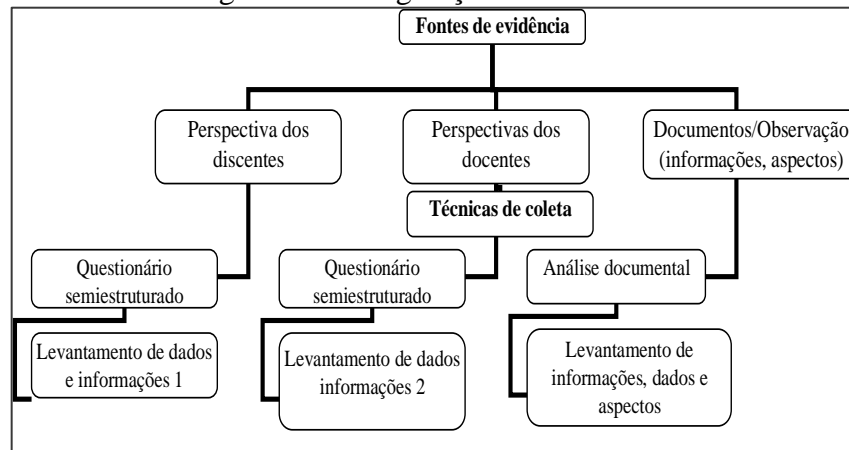 Fontes de evidência
Perspectiva dos
discentes
Perspectivas dos
docentes
Documentos/Observação
(informações, aspectos)
Técnicas de coleta
Questionário
semiestruturado
Questionário
semiestruturado
Análise documental
Levantamento de dados
e informações 1
Levantamento de dados
informações 2
Levantamento de
informações, dados e
aspectos